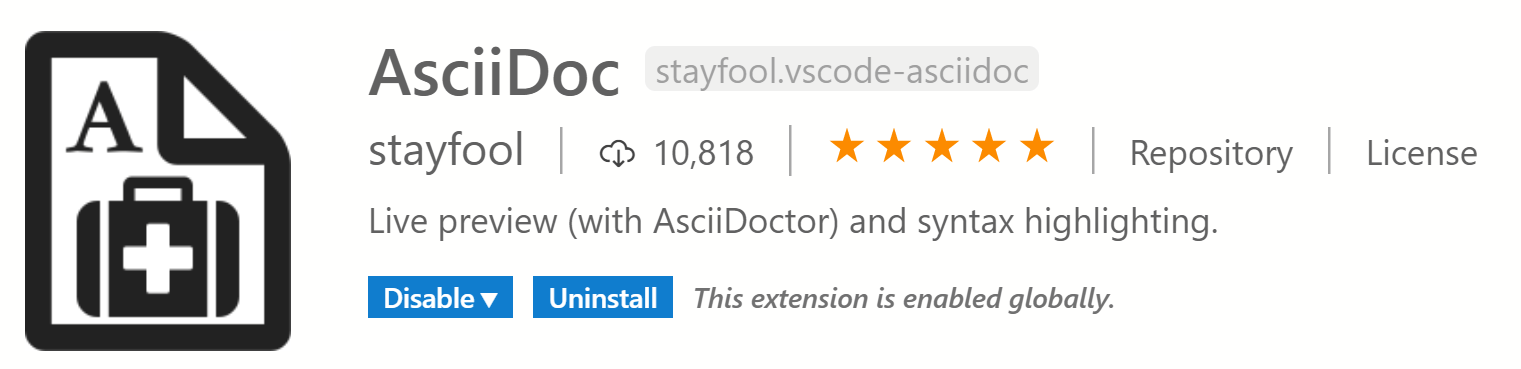 A
AsciiDoc stayfool.vscode-asciidoc
stayfool 10,818 Repository License
Live preview (with AsciiDoctor) and syntax highlighting.
Disable Uninstall This extension is enabled globally.